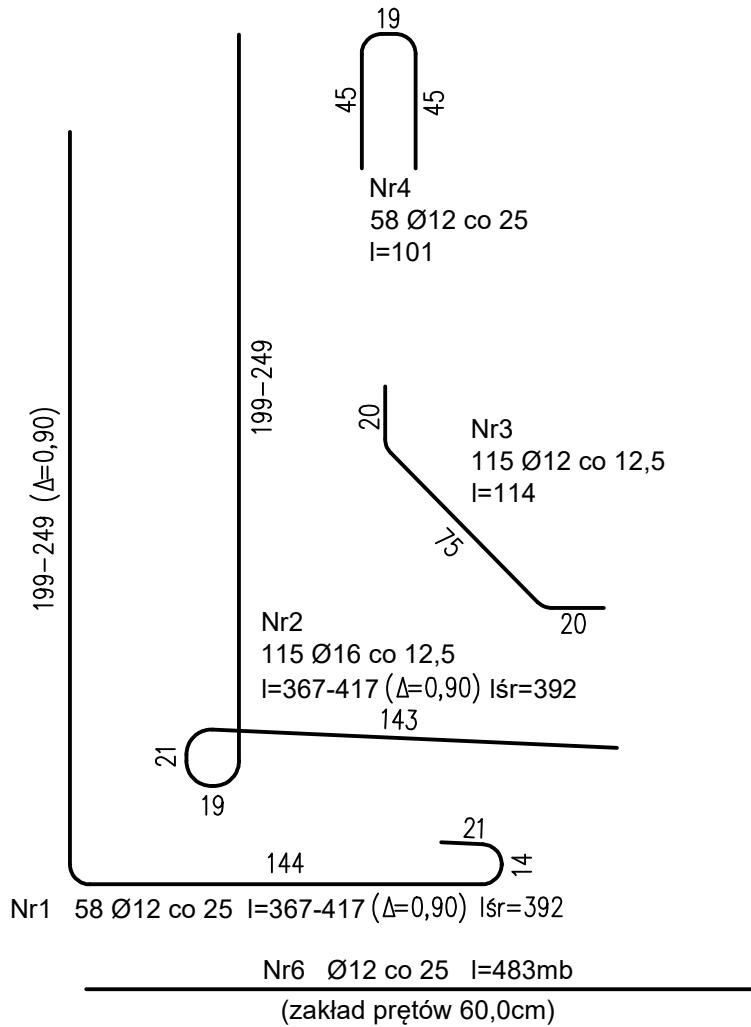 19
45
45
Nr4
58 Ø12 co 25
l=101
199-249
199-249 (Δ=0,90)
20
Nr3
115 Ø12 co 12,5
l=114
75
20
Nr2
115 Ø16 co 12,5
l=367-417 (Δ=0,90) lśr=392
143
21
19
21
144
14
Nr1 58 Ø12 co 25 l=367-417 (Δ=0,90) lśr=392
Nr6 Ø12 co 25 l=483mb
(zakład prętów 60,0cm)